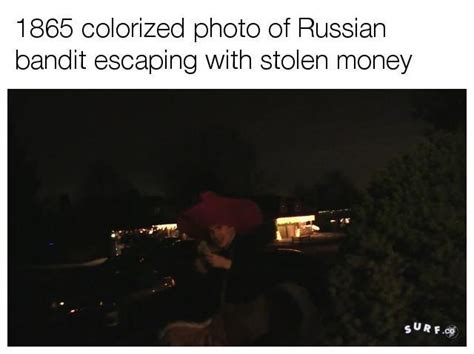 1865 colorized photo of Russian
bandit escaping with stolen money
SURF.co